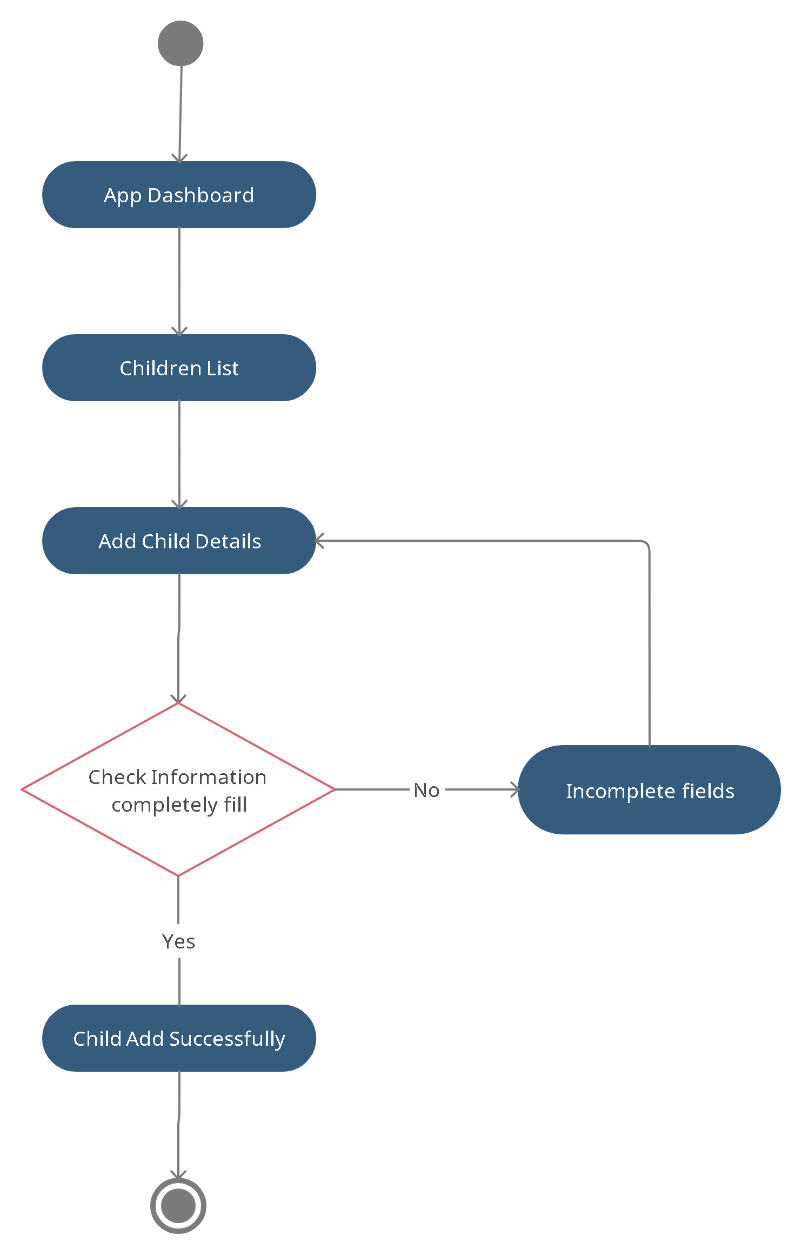 App Dashboard
Children List
Add Child Details
Check Information
completely fill
No
Incomplete fields
Yes
Child Add Successfully